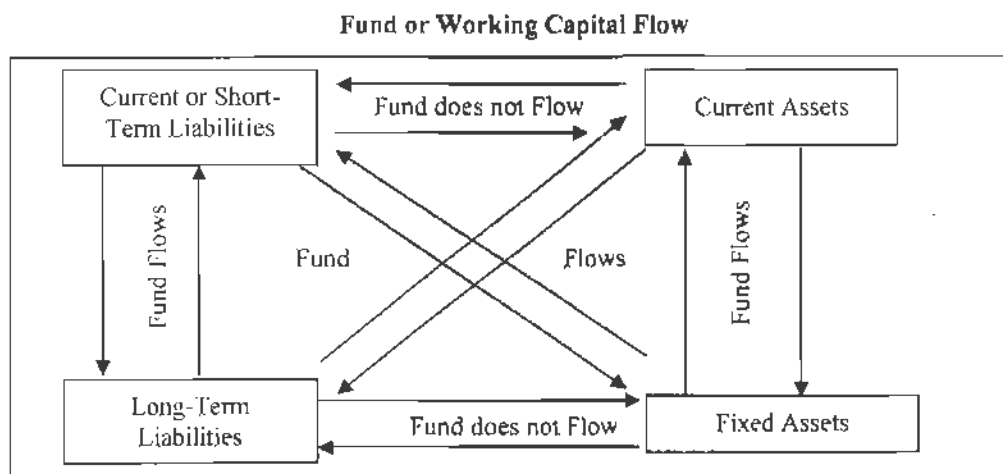 Fund or Working Capital Flow
Current or Short-
Term Liabilities
Fund does not Flow
Current Assets
Fund Flows
Fund
Flows
Fund Flows
Long-Term
Liabilities
Fund does not Flow
Fixed Assets